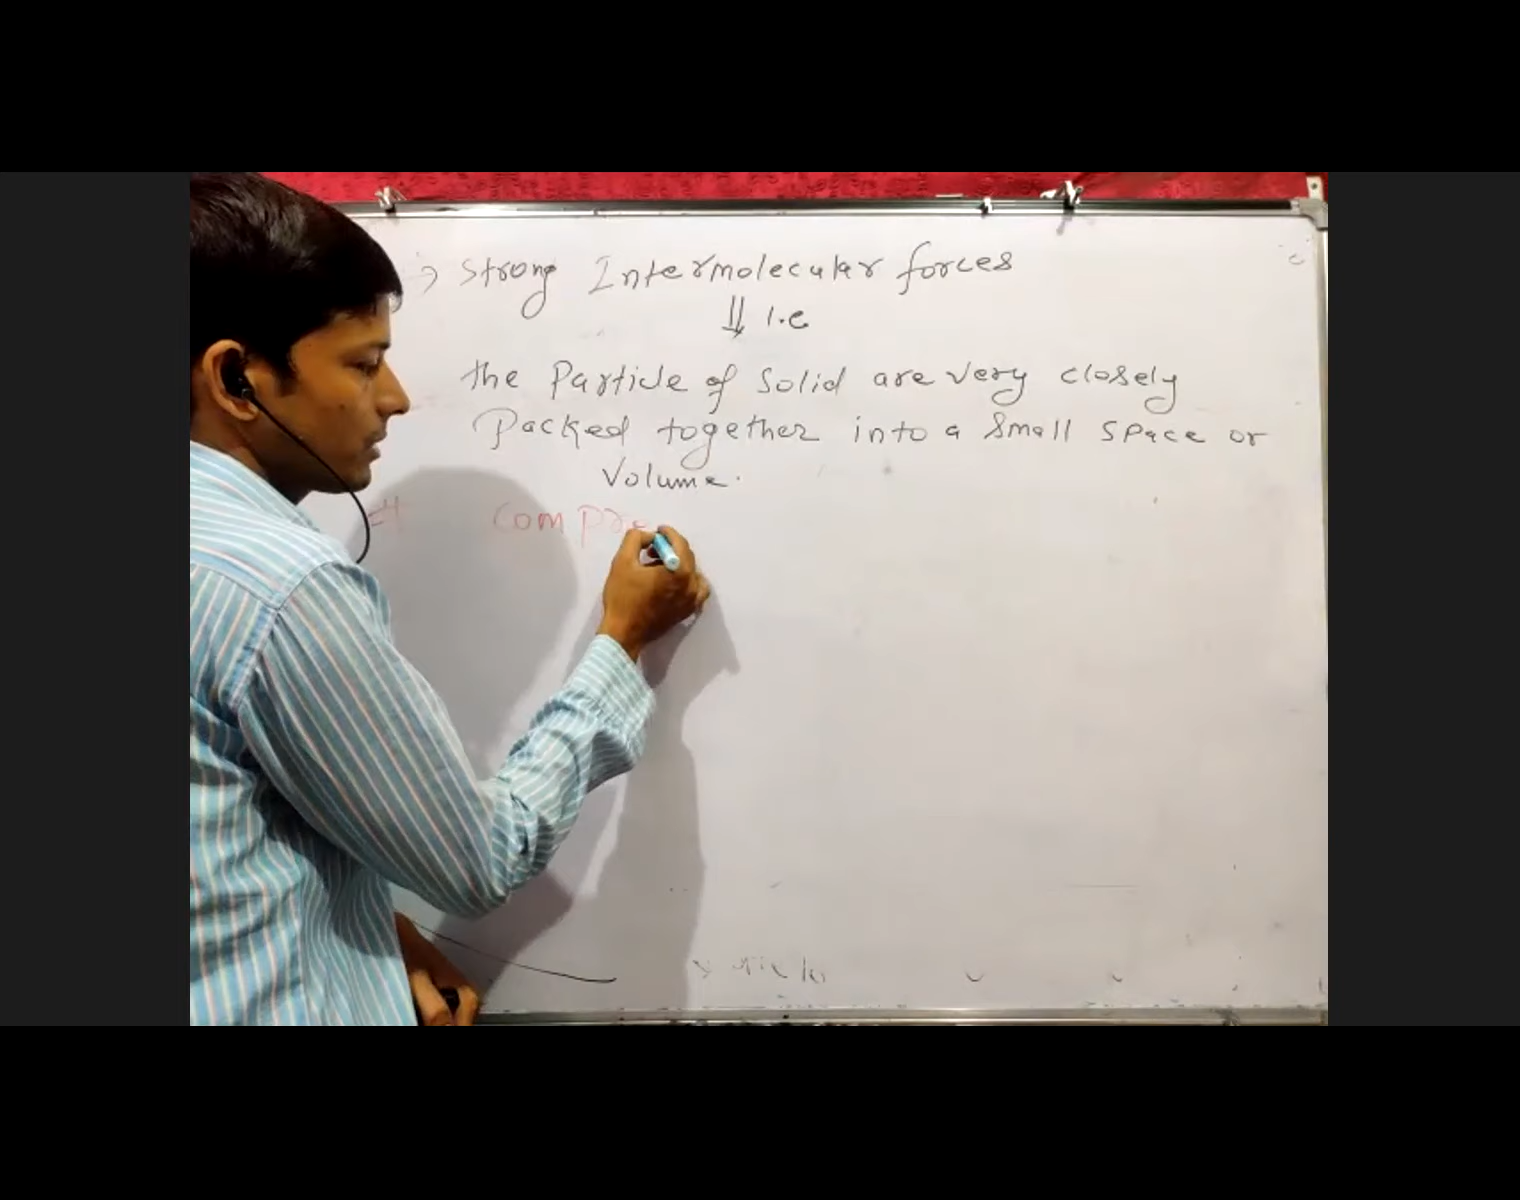 → Strong Intermolecular forces
⇓ i.e
the Particle of Solid are very closely
Packed together into a Small space or
Volume.
# Compre